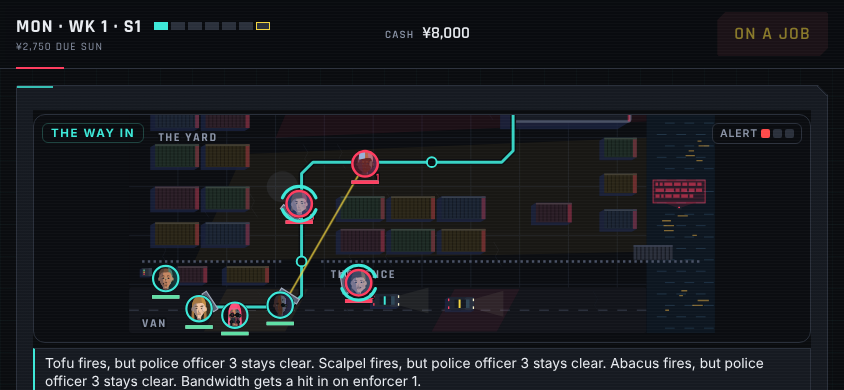 MON · WK 1 · S1
¥2,750 DUE SUN
CASH ¥8,000
ON A JOB
THE WAY IN
THE YARD
ALERT
VAN
Tofu fires, but police officer 3 stays clear. Scalpel fires, but police officer 3 stays clear. Abacus fires, but police
officer 3 stays clear. Bandwidth gets a hit in on enforcer 1.